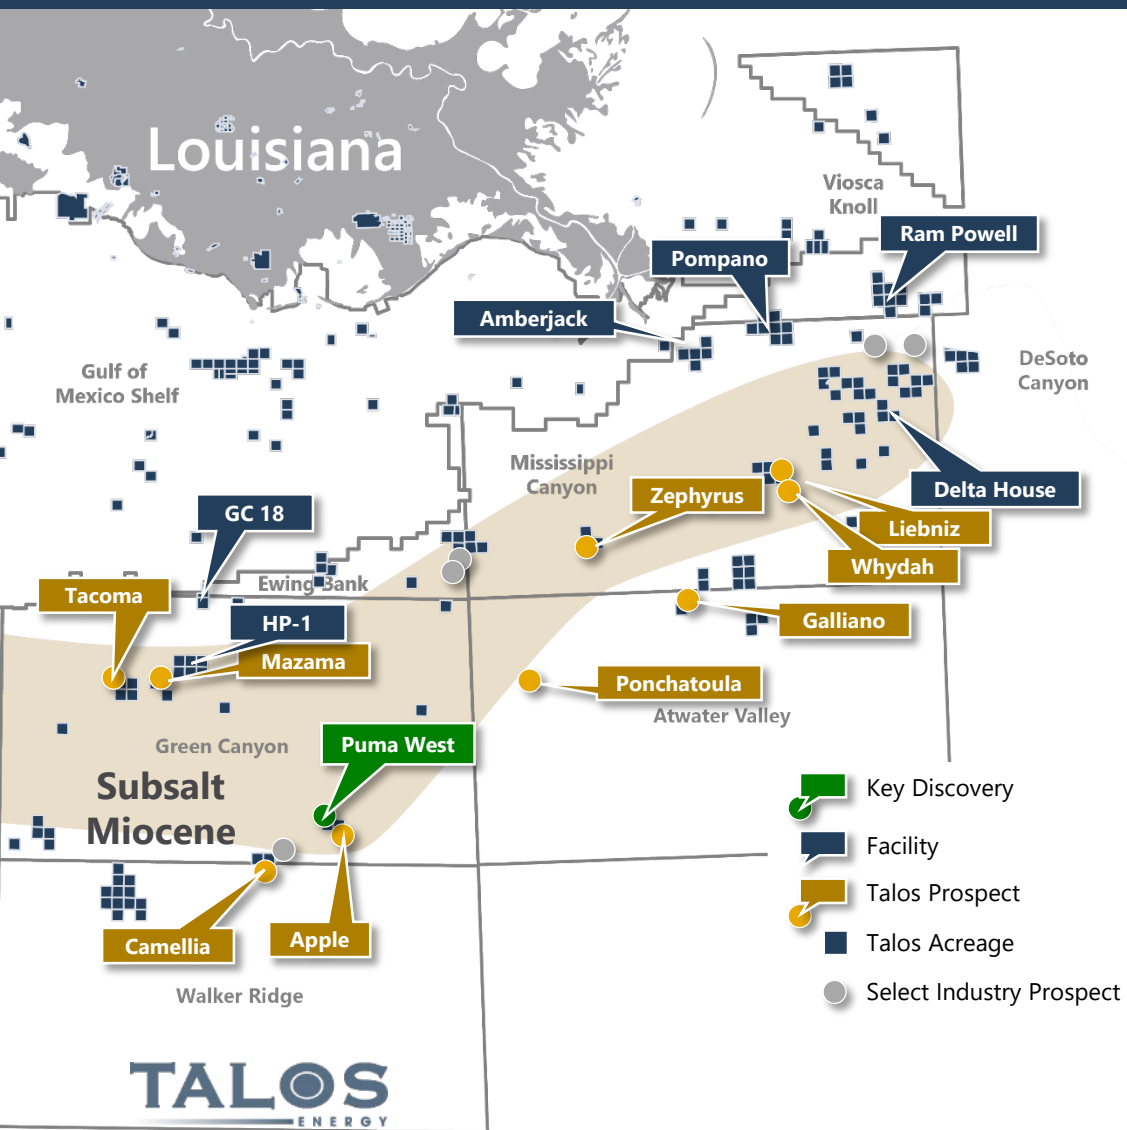 Louisiana
Viosca
Knoll
Ram Powell
Pompano
Amberjack
Gulf of
Mexico Shelf
DeSoto
Canyon
Mississippi
Canyon
Zephyrus
Delta House
GC 18
Liebniz
Whydah
Ewing Bank
Tacoma
HP-1
Galliano
Mazama
Ponchatoula
Atwater Valley
Green Canyon
Puma West
Subsalt
Miocene
Key Discovery
Facility
Talos Prospect
Talos Acreage
Select Industry Prospect
Camellia
Apple
Walker Ridge
TALOS
ENERGY